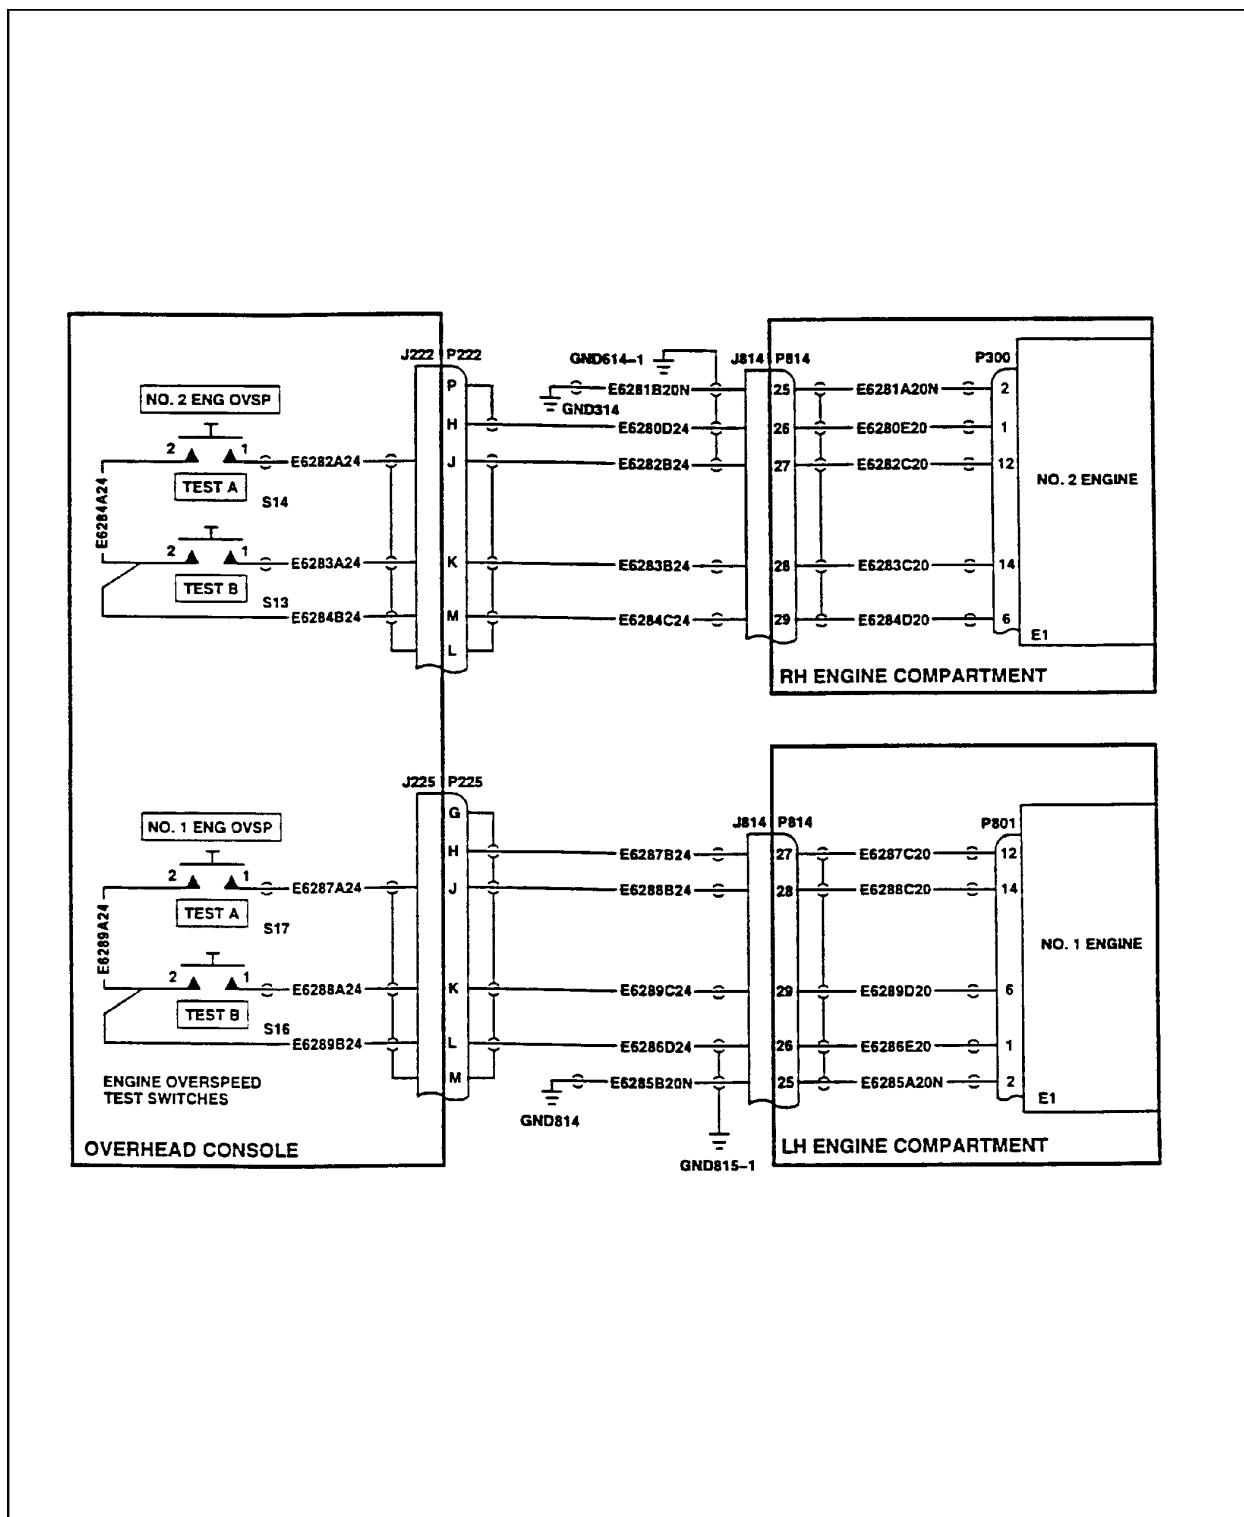 J222 P222
GND614-1
J814 P814
P300
NO. 2 ENG OVSP
P
E6281B20N
25
E6281A20N
2
GND314
H
E6280D24
26
E6280E20
1
2 1
E6282A24
J
E6282B24
27
E6282C20
12
TEST A
S14
NO. 2 ENGINE
E6284A24
2 1
E6283A24
K
E6283B24
28
E6283C20
14
TEST B
S13
E6284B24
M
E6284C24
29
E6284D20
6
E1
L
RH ENGINE COMPARTMENT
J225 P225
G
J814 P814
P801
NO. 1 ENG OVSP
H
E6287B24
27
E6287C20
12
2 1
E6287A24
J
E6288B24
28
E6288C20
14
TEST A
S17
NO. 1 ENGINE
E6289A24
2 1
E6288A24
K
E6289C24
29
E6289D20
6
TEST B
S16
E6289B24
L
E6286D24
26
E6286E20
1
M
E6285B20N
25
E6285A20N
2
E1
ENGINE OVERSPEED
TEST SWITCHES
GND814
OVERHEAD CONSOLE
GND815-1
LH ENGINE COMPARTMENT